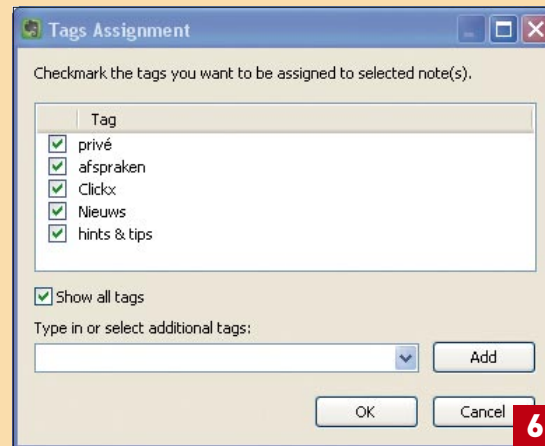 Tags Assignment
Checkmark the tags you want to be assigned to selected note(s).
Tag
privé
afspraken
Clickx
Nieuws
hints & tips
Show all tags
Type in or select additional tags:
Add
OK Cancel
6